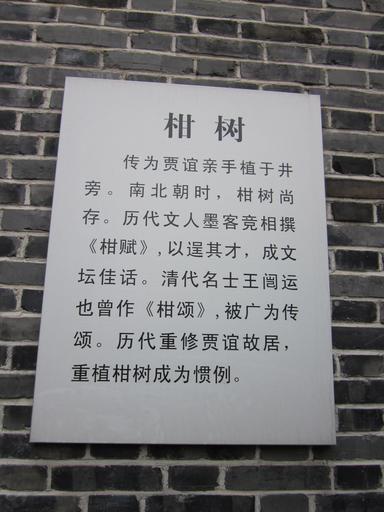 柑树
传为贾谊亲手植于井
旁。南北朝时，柑树尚
存。历代文人墨客竞相撰
《柑赋》，以逞其才，成文
坛佳话。清代名士王闿运
也曾作《柑颂》，被广为传
颂。历代重修贾谊故居，
重植柑树成为惯例。